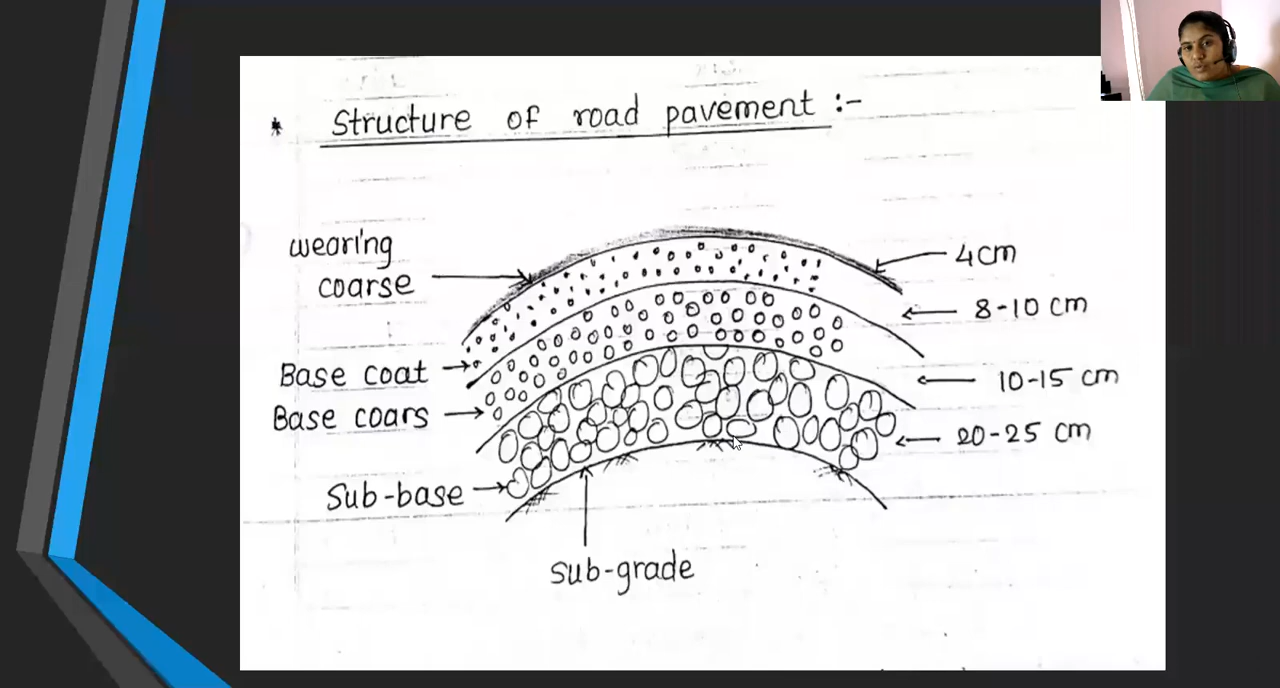 * Structure of road pavement :-
wearing
coarse
4cm
8-10 cm
Base coat
10-15 cm
Base coars
20-25 cm
Sub-base
Sub-grade